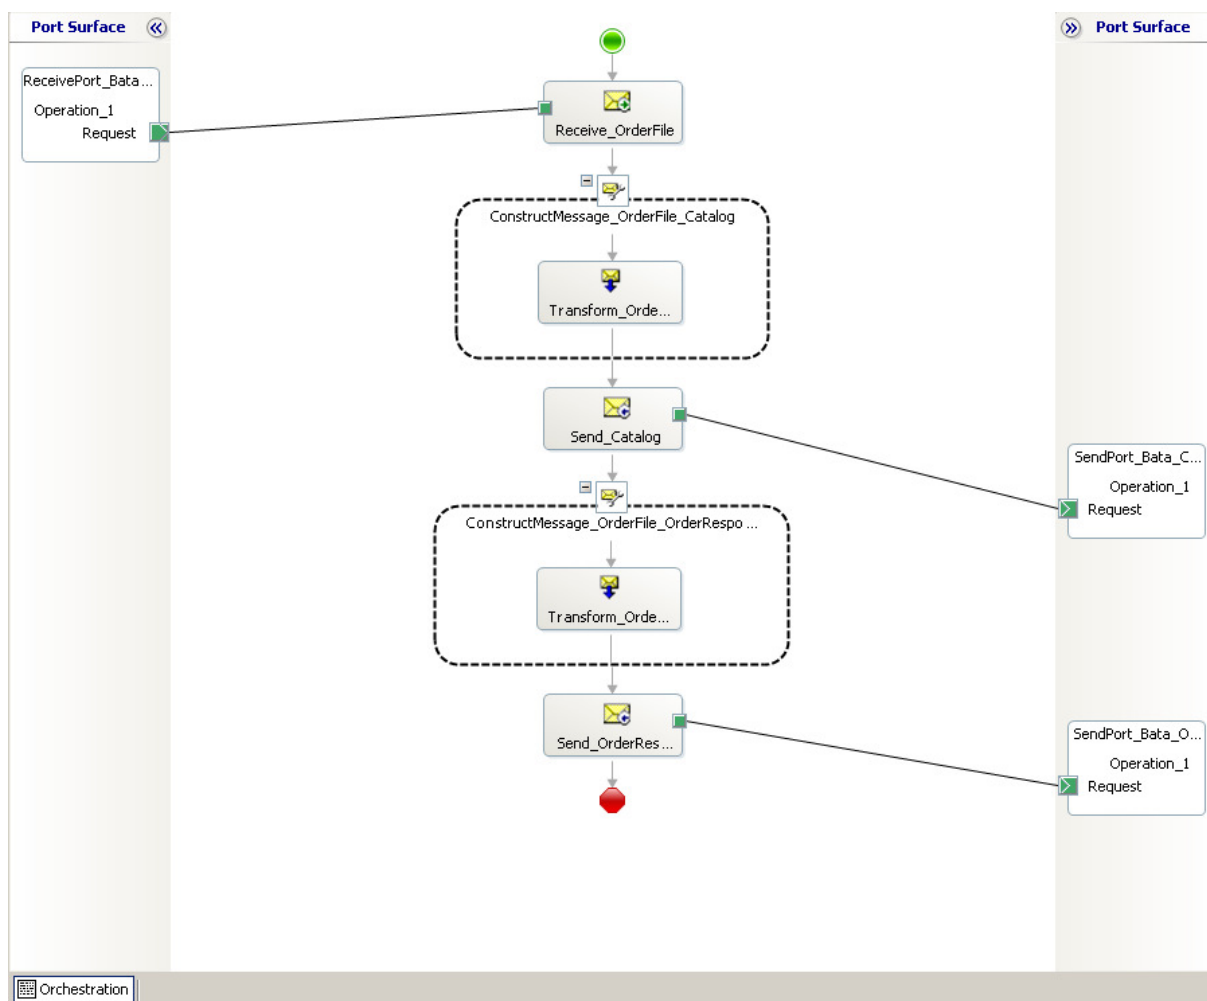 Port Surface
Port Surface
ReceivePort_Bata...
Operation_1
Request
Receive_OrderFile
ConstructMessage_OrderFile_Catalog
Transform_Orde...
Send_Catalog
SendPort_Bata_C...
Operation_1
Request
ConstructMessage_OrderFile_OrderRespo ...
Transform_Orde...
Send_OrderRes...
SendPort_Bata_O...
Operation_1
Request
Orchestration